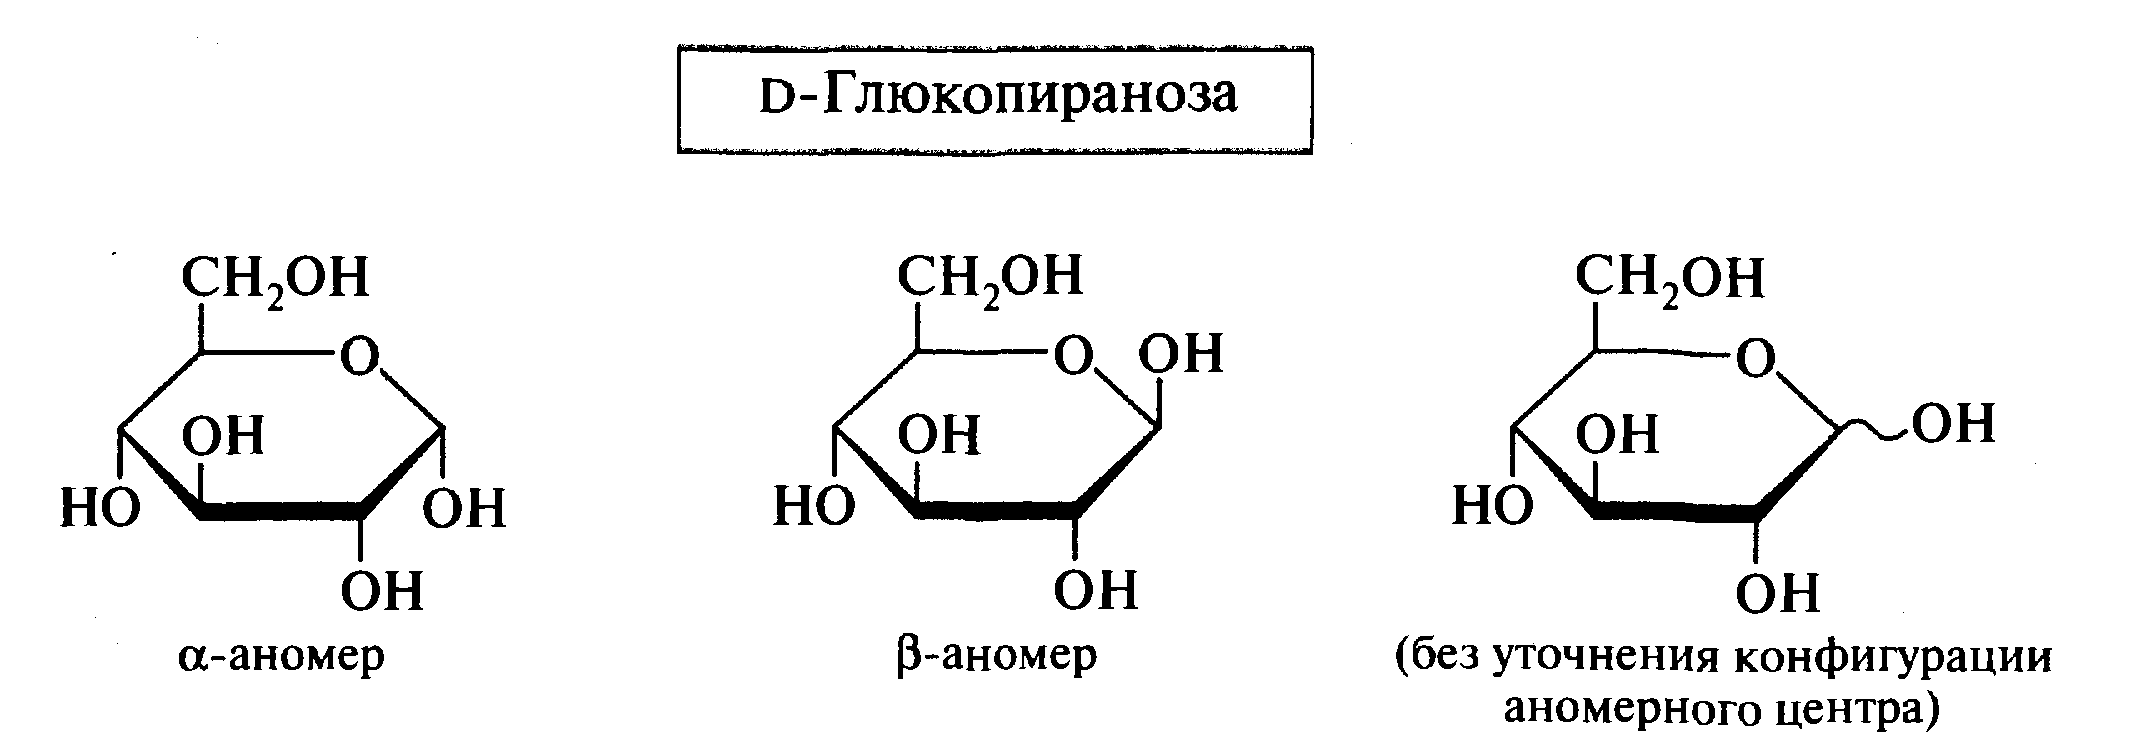 D-Глюкопираноза
CH₂OH CH₂OH CH₂OH
O O OH O
OH OH OH OH
HO OH HO HO
OH OH OH
α-аномер β-аномер (без уточнения конфигурации
аномерного центра)